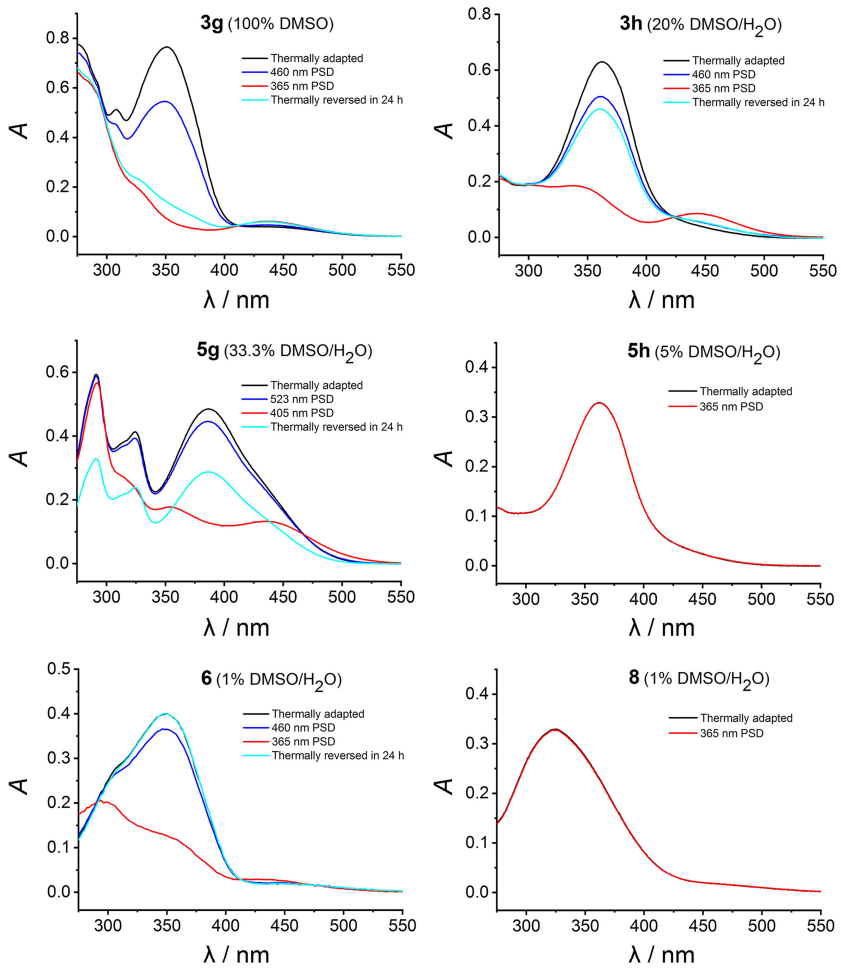 3g (100% DMSO)
Thermally adapted
460 nm PSD
365 nm PSD
Thermally reversed in 24 h
A
0.8
0.6
0.4
0.2
0.0
300 350 400 450 500 550
λ / nm
3h (20% DMSO/H₂O)
Thermally adapted
460 nm PSD
365 nm PSD
Thermally reversed in 24 h
A
0.8
0.6
0.4
0.2
0.0
300 350 400 450 500 550
λ / nm
5g (33.3% DMSO/H₂O)
Thermally adapted
523 nm PSD
405 nm PSD
Thermally reversed in 24 h
A
0.6
0.4
0.2
0.0
300 350 400 450 500 550
λ / nm
5h (5% DMSO/H₂O)
Thermally adapted
365 nm PSD
A
0.4
0.3
0.2
0.1
0.0
300 350 400 450 500 550
λ / nm
6 (1% DMSO/H₂O)
Thermally adapted
460 nm PSD
365 nm PSD
Thermally reversed in 24 h
A
0.5
0.4
0.3
0.2
0.1
0.0
300 350 400 450 500 550
λ / nm
8 (1% DMSO/H₂O)
Thermally adapted
365 nm PSD
A
0.4
0.3
0.2
0.1
0.0
300 350 400 450 500 550
λ / nm